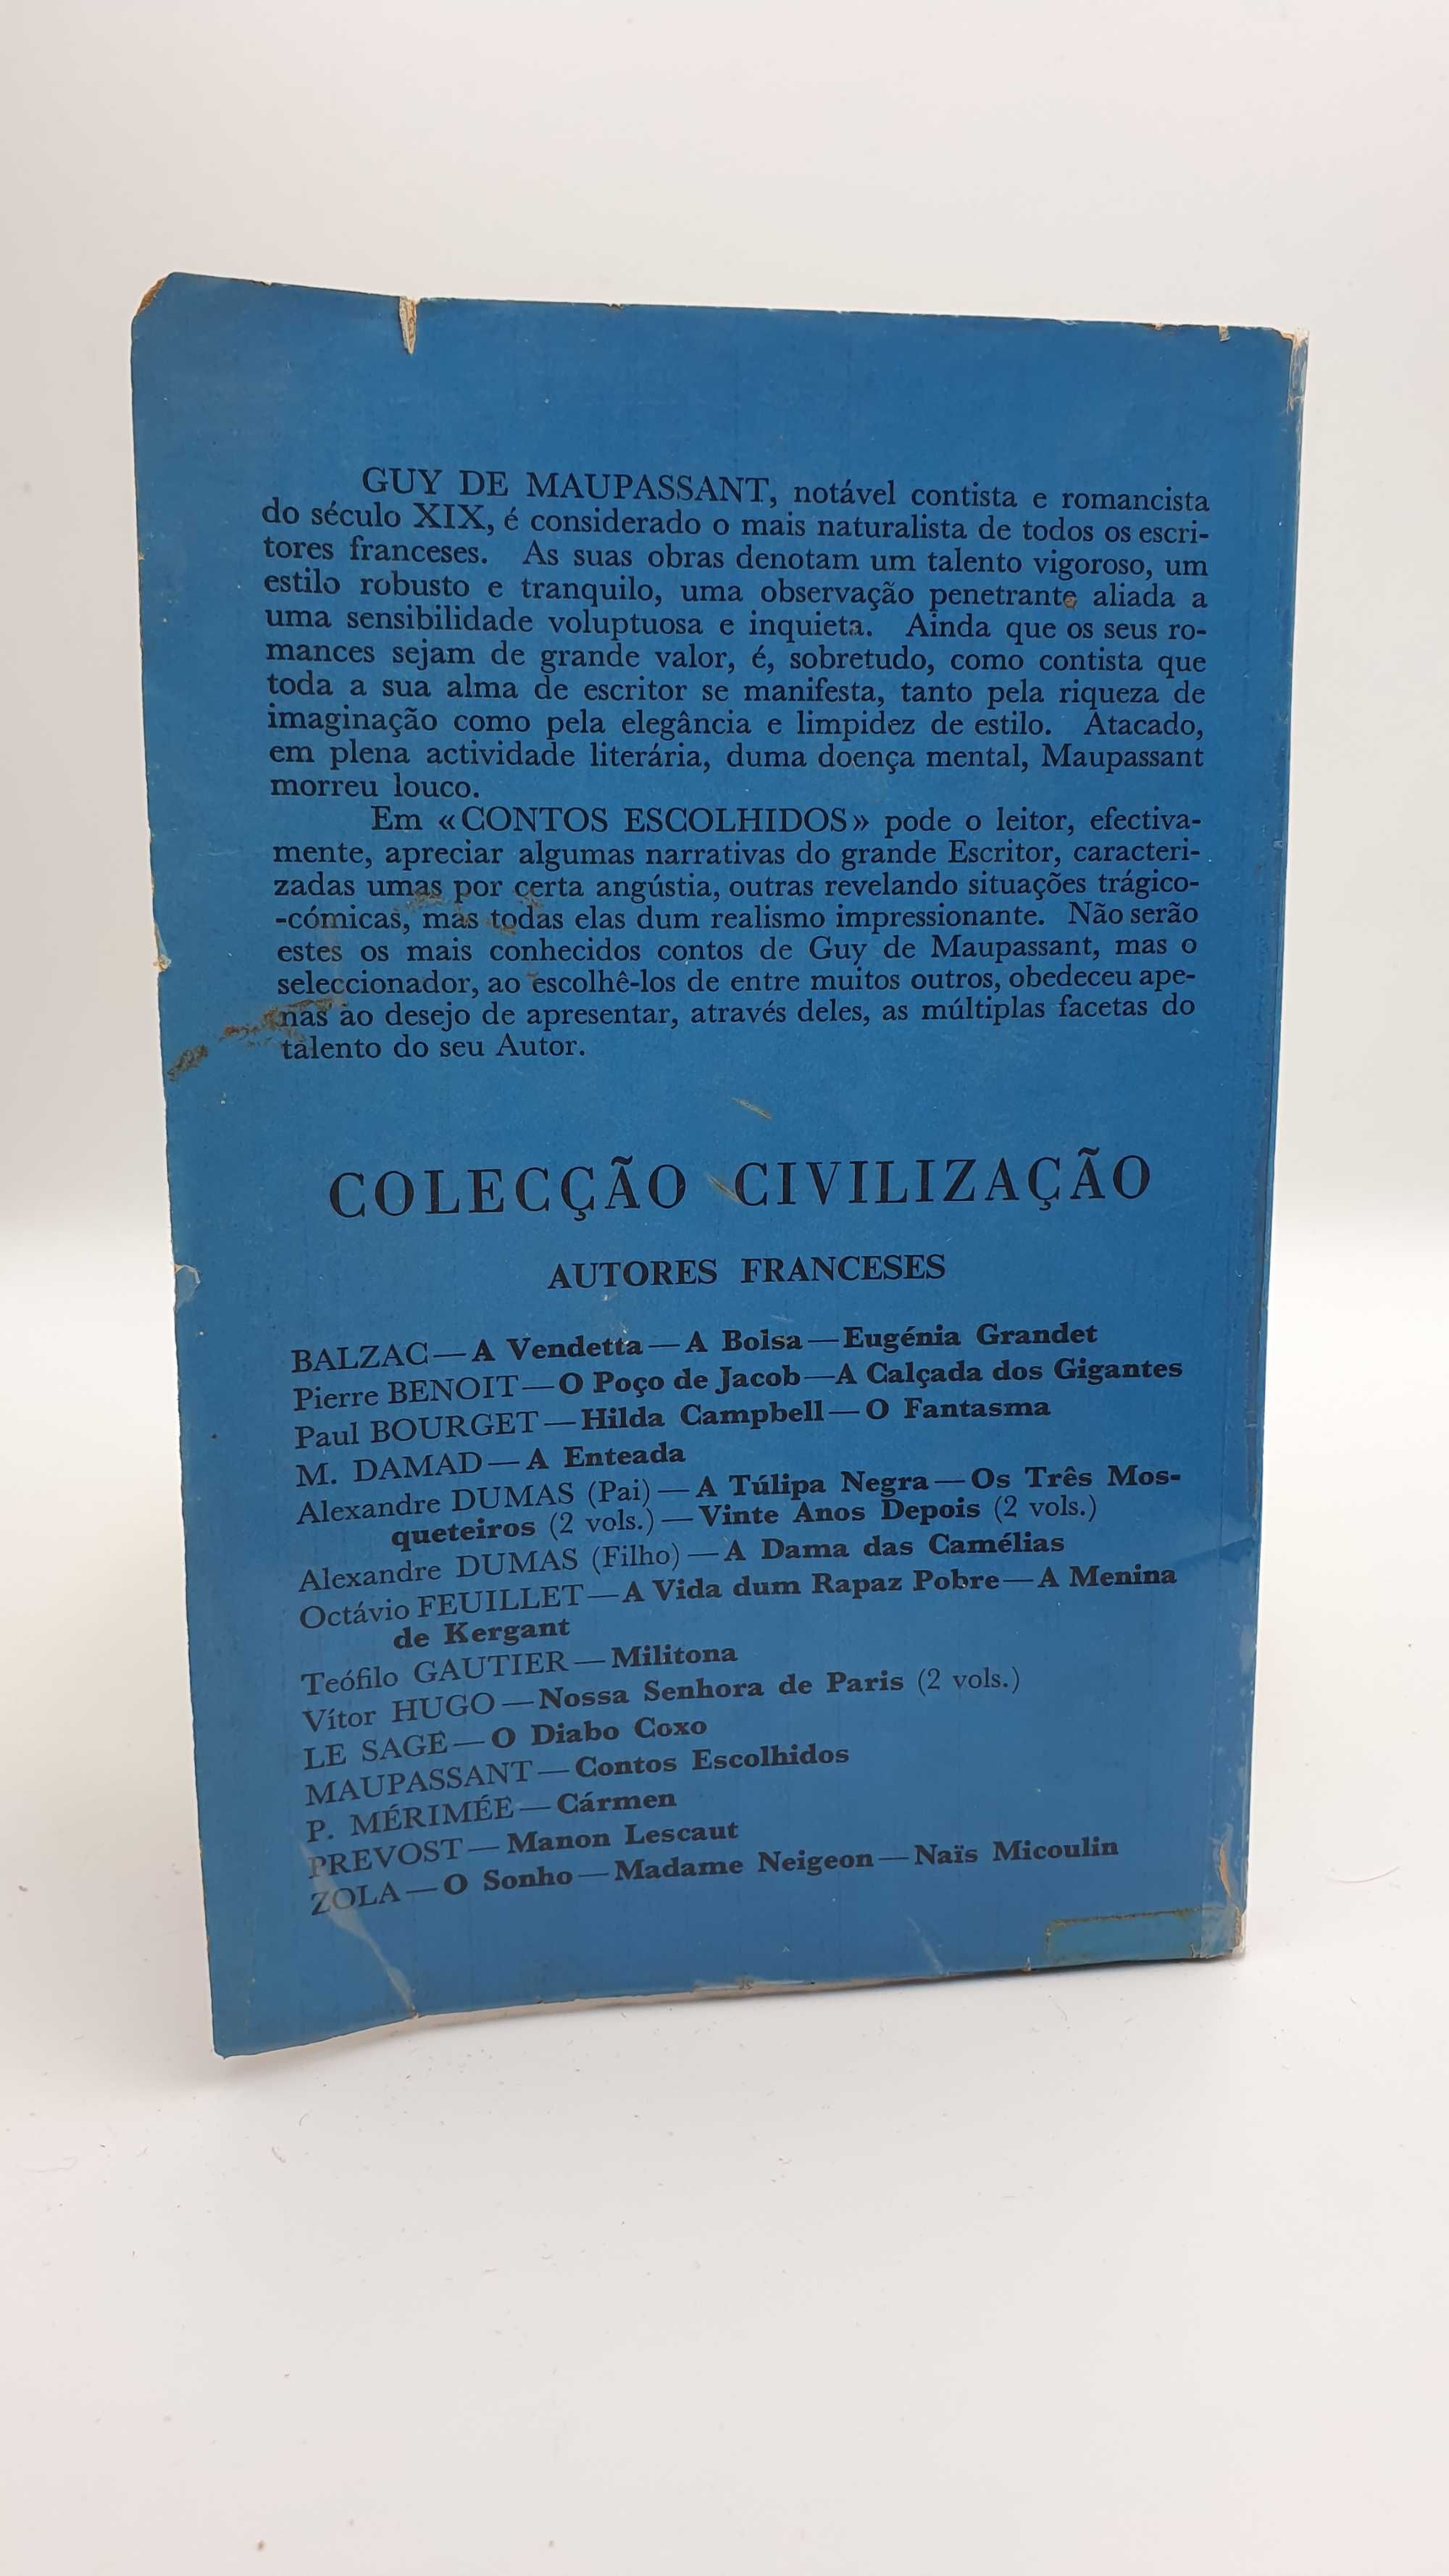 GUY DE MAUPASSANT, notável contista e romancista
do século XIX, é considerado o mais naturalista de todos os escri-
tores franceses. As suas obras denotam um talento vigoroso, um
estilo robusto e tranquilo, uma observação penetrante aliada a
uma sensibilidade voluptuosa e inquieta. Ainda que os seus ro-
mances sejam de grande valor, é, sobretudo, como contista que
toda a sua alma de escritor se manifesta, tanto pela riqueza de
imaginação como pela elegância e limpidez de estilo. Atacado,
em plena actividade literária, duma doença mental, Maupassant
morreu louco.
Em «CONTOS ESCOLHIDOS» pode o leitor, efectiva-
mente, apreciar algumas narrativas do grande Escritor, caracteri-
zadas umas por certa angústia, outras revelando situações trágico-
-cómicas, mas todas elas dum realismo impressionante. Não serão
estes os mais conhecidos contos de Guy de Maupassant, mas o
seleccionador, ao escolhê-los de entre muitos outros, obedeceu ape-
nas ao desejo de apresentar, através deles, as múltiplas facetas do
talento do seu Autor.
COLECÇÃO CIVILIZAÇÃO
AUTORES FRANCESES
BALZAC—A Vendetta—A Bolsa—Eugénia Grandet
Pierre BENOIT—O Poço de Jacob—A Calçada dos Gigantes
Paul BOURGET—Hilda Campbell—O Fantasma
M. DAMAD—A Enteada
Alexandre DUMAS (Pai)—A Túlipa Negra—Os Três Mos-
queteiros (2 vols.)—Vinte Anos Depois (2 vols.)
Alexandre DUMAS (Filho)—A Dama das Camélias
Octávio FEUILLET—A Vida dum Rapaz Pobre—A Menina
de Kergant
Teófilo GAUTIER—Militona
Vítor HUGO—Nossa Senhora de Paris (2 vols.)
LE SAGE—O Diabo Coxo
MAUPASSANT—Contos Escolhidos
P. MÉRIMÉE—Cármen
PREVOST—Manon Lescaut
ZOLA—O Sonho—Madame Neigeon—Naïs Micoulin